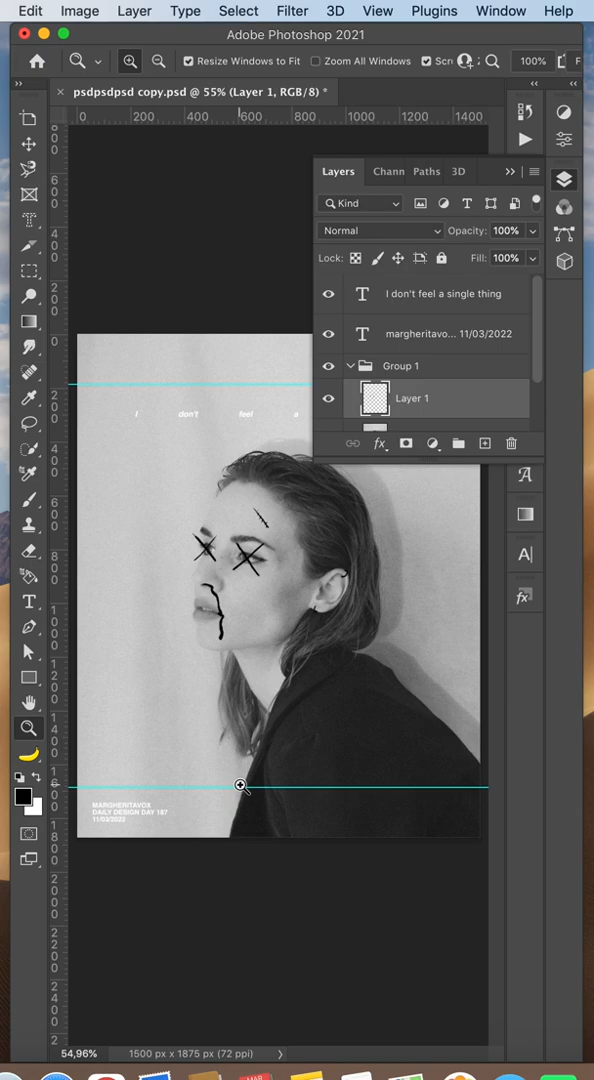 Edit Image Layer Type Select Filter 3D View Plugins Window Help
Adobe Photoshop 2021
Resize Windows to Fit Zoom All Windows Scr 100% F
psdpsdpsd copy.psd @ 55% (Layer 1, RGB/8) *
0 200 400 600 800 1000 1200 1400
Layers Chann Paths 3D
Kind
Normal Opacity: 100%
Lock: Fill: 100%
I don't feel a single thing
margheritavo... 11/03/2022
Group 1
Layer 1
fx
I don't feel a
MARGHERITAVOX
DAILY DESIGN DAY 187
11/03/2022
54,96% 1500 px x 1875 px (72 ppi)